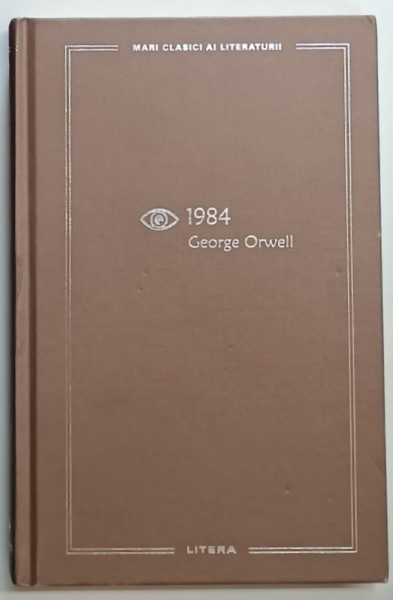 MARI CLASICI AI LITERATURII
1984
George Orwell
LITERA